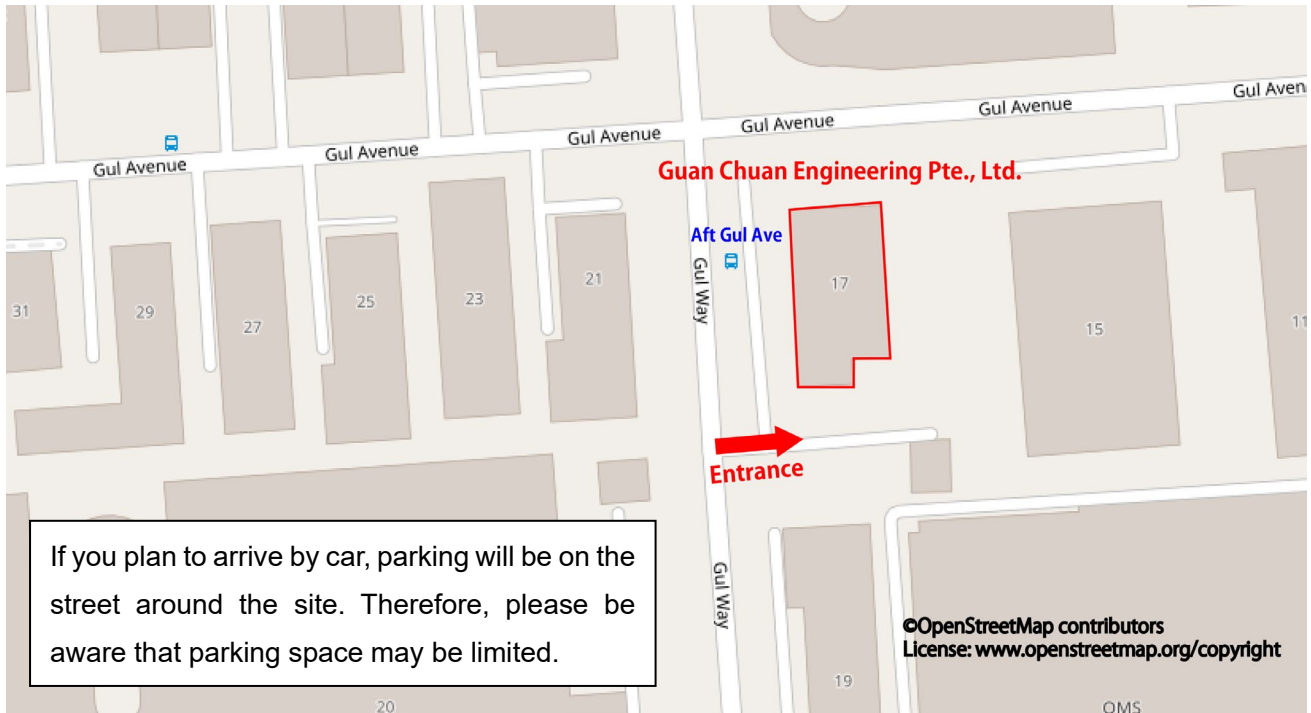 Gul Aven
Gul Avenue
Gul Avenue
Gul Avenue
Gul Avenue
Gul Avenue
Guan Chuan Engineering Pte., Ltd.
Aft Gul Ave
Gul Way
31
29
27
25
23
21
17
15
11
Entrance
If you plan to arrive by car, parking will be on the
street around the site. Therefore, please be
aware that parking space may be limited.
Gul Way
©OpenStreetMap contributors
License: www.openstreetmap.org/copyright
19
20
OMS